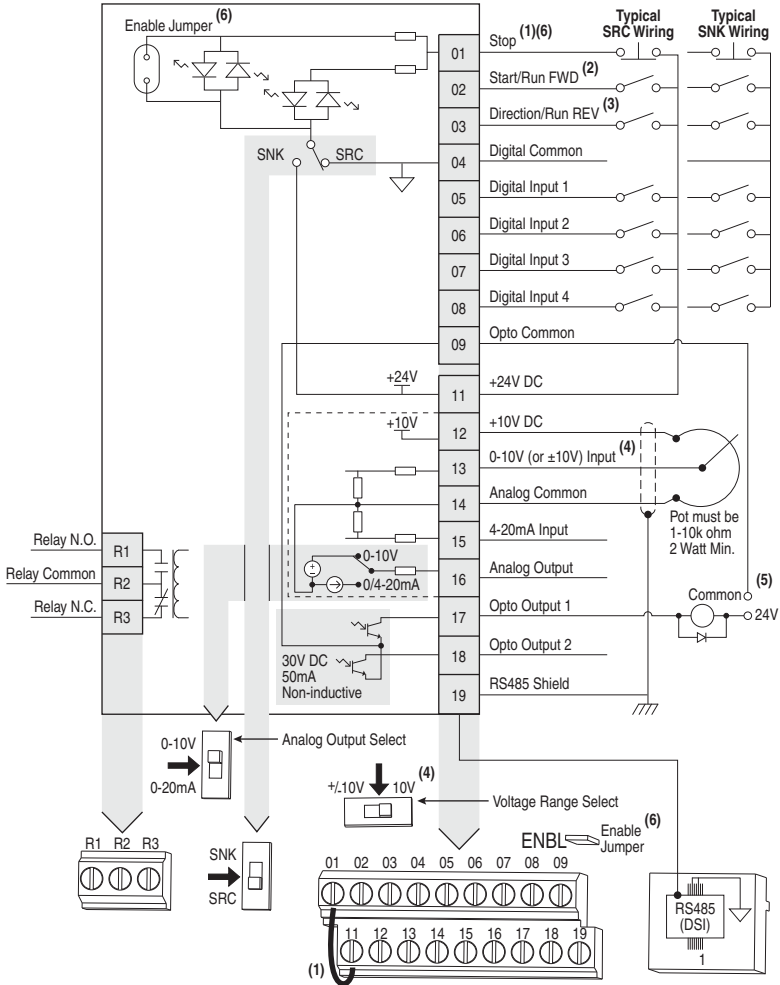 Enable Jumper (6)
Typical
SRC Wiring
Typical
SNK Wiring
01 Stop (1)(6)
02 Start/Run FWD (2)
03 Direction/Run REV (3)
SNK SRC
04 Digital Common
05 Digital Input 1
06 Digital Input 2
07 Digital Input 3
08 Digital Input 4
09 Opto Common
+24V
11 +24V DC
+10V
12 +10V DC
13 0-10V (or ±10V) Input (4)
14 Analog Common
Pot must be
1-10k ohm
2 Watt Min.
15 4-20mA Input
Relay N.O. R1
Relay Common R2
Relay N.C. R3
0-10V
0/4-20mA
16 Analog Output
Common (5)
24V
17 Opto Output 1
18 Opto Output 2
30V DC
50mA
Non-inductive
19 RS485 Shield
0-10V
0-20mA
Analog Output Select
+/.10V 10V (4)
Voltage Range Select
R1 R2 R3
SNK
SRC
ENBL Enable
Jumper (6)
01 02 03 04 05 06 07 08 09
11 12 13 14 15 16 17 18 19
(1)
RS485
(DSI)
1